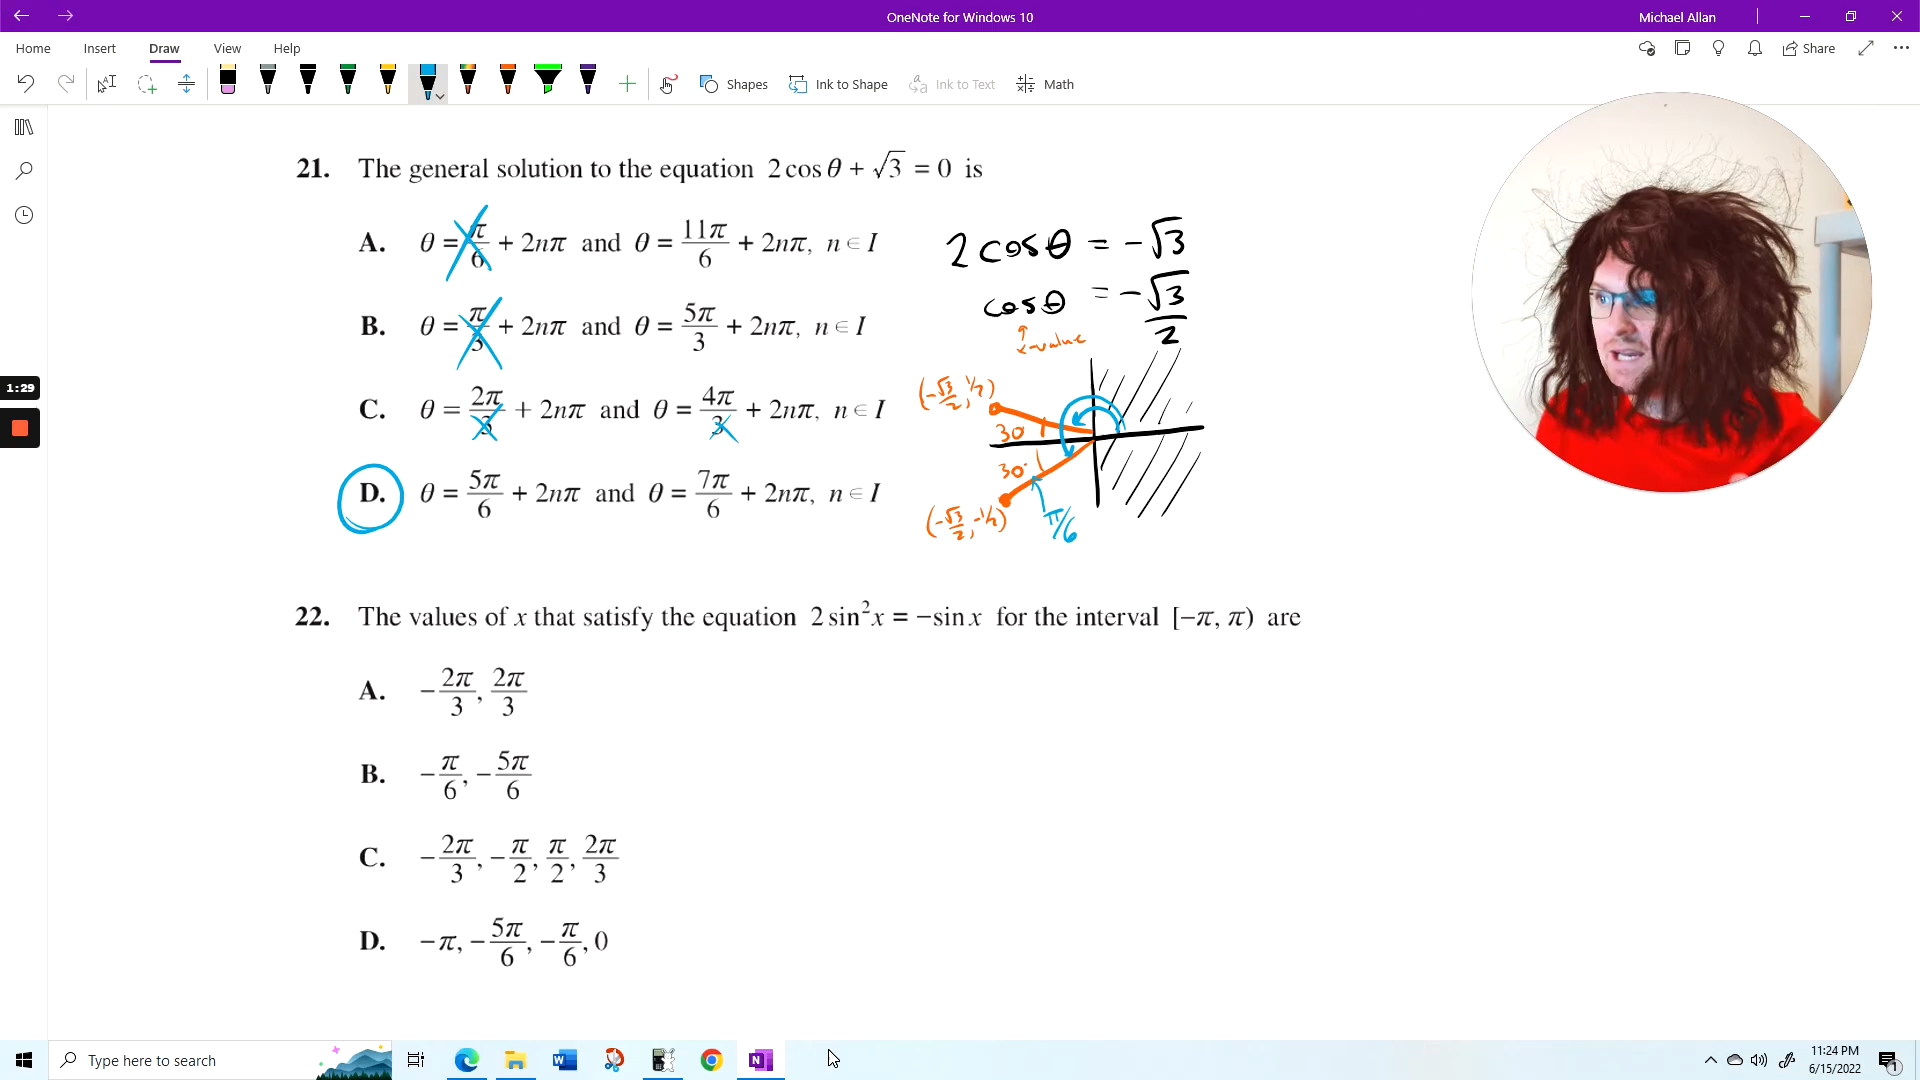 OneNote for Windows 10
Michael Allan
Home Insert Draw View Help
Share
Shapes Ink to Shape Ink to Text Math
21. The general solution to the equation 2 cos θ + √3 = 0 is
A. θ = π/6 + 2nπ and θ = 11π/6 + 2nπ, n ∈ I
B. θ = π/3 + 2nπ and θ = 5π/3 + 2nπ, n ∈ I
C. θ = 2π/3 + 2nπ and θ = 4π/3 + 2nπ, n ∈ I
D. θ = 5π/6 + 2nπ and θ = 7π/6 + 2nπ, n ∈ I
2 cosθ = -√3
cosθ = -√3/2
x-value
(-√3/2, 1/2)
30
30°
(-√3/2, -1/2)
π/6
1:29
22. The values of x that satisfy the equation 2 sin²x = −sin x for the interval [−π, π) are
A. −2π/3, 2π/3
B. −π/6, −5π/6
C. −2π/3, −π/2, π/2, 2π/3
D. −π, −5π/6, −π/6, 0
Type here to search
11:24 PM
6/15/2022
1